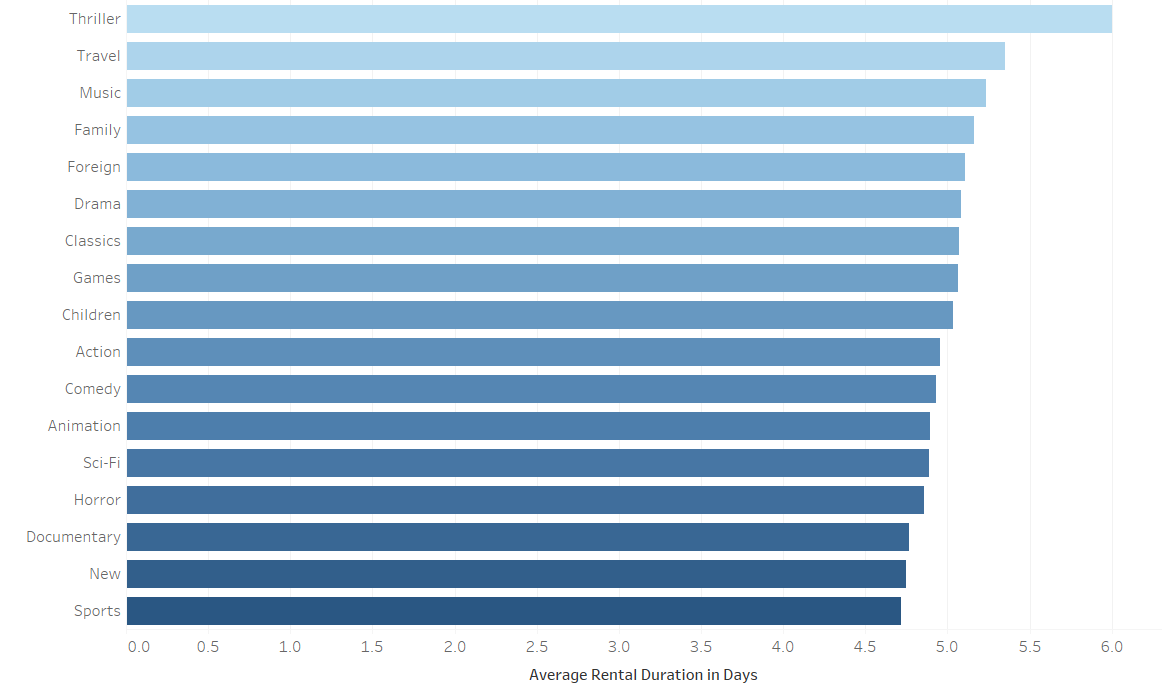 Thriller
Travel
Music
Family
Foreign
Drama
Classics
Games
Children
Action
Comedy
Animation
Sci-Fi
Horror
Documentary
New
Sports
0.0 0.5 1.0 1.5 2.0 2.5 3.0 3.5 4.0 4.5 5.0 5.5 6.0
Average Rental Duration in Days